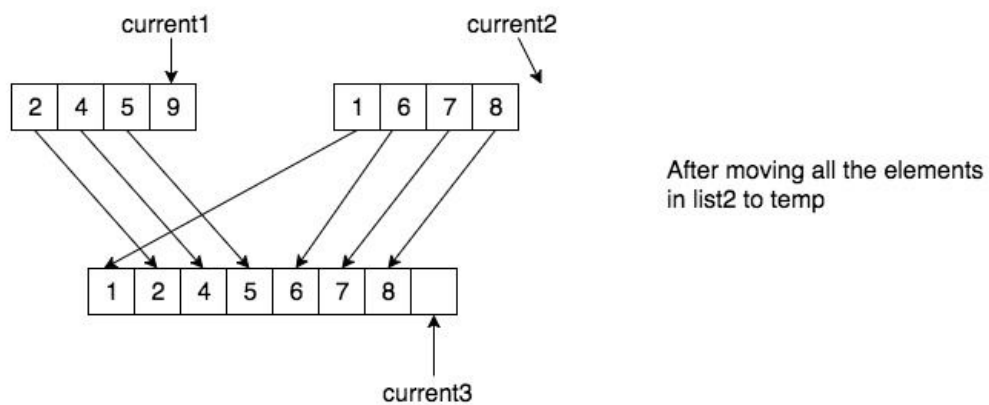 current1 current2
2 4 5 9 1 6 7 8
After moving all the elements
in list2 to temp
1 2 4 5 6 7 8
current3